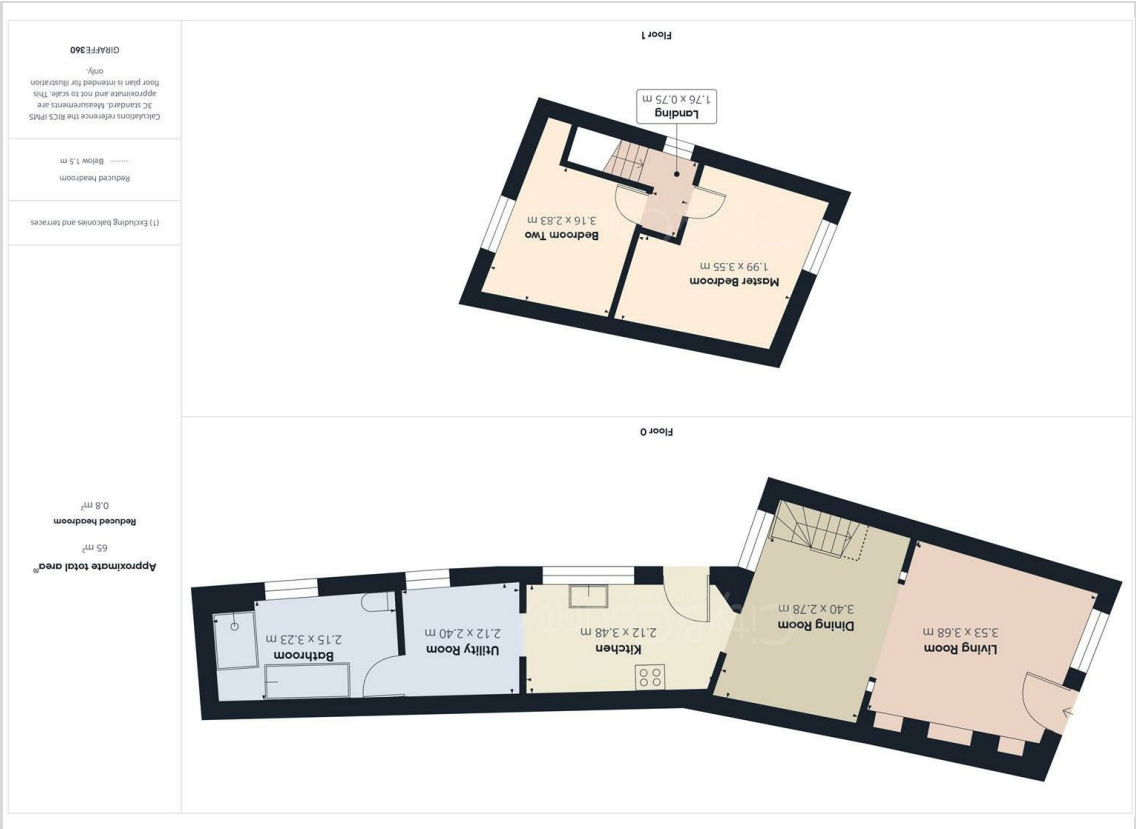 Living Room
3.53 x 3.68 m
Dining Room
3.40 x 2.78 m
Kitchen
2.12 x 3.48 m
Utility Room
2.12 x 2.40 m
Bathroom
2.15 x 3.23 m
Floor 0
Master Bedroom
1.99 x 3.55 m
Bedroom Two
3.16 x 2.83 m
Landing
1.76 x 0.75 m
Floor 1
Approximate total area(1)
65 m²
Reduced headroom
0.8 m²
(1) Excluding balconies and terraces
Reduced headroom
Below 1.5 m
Calculations reference the RICS IPMS
3C standard. Measurements are
approximate and not to scale. This
floor plan is intended for illustration
only.
GIRAFFE360